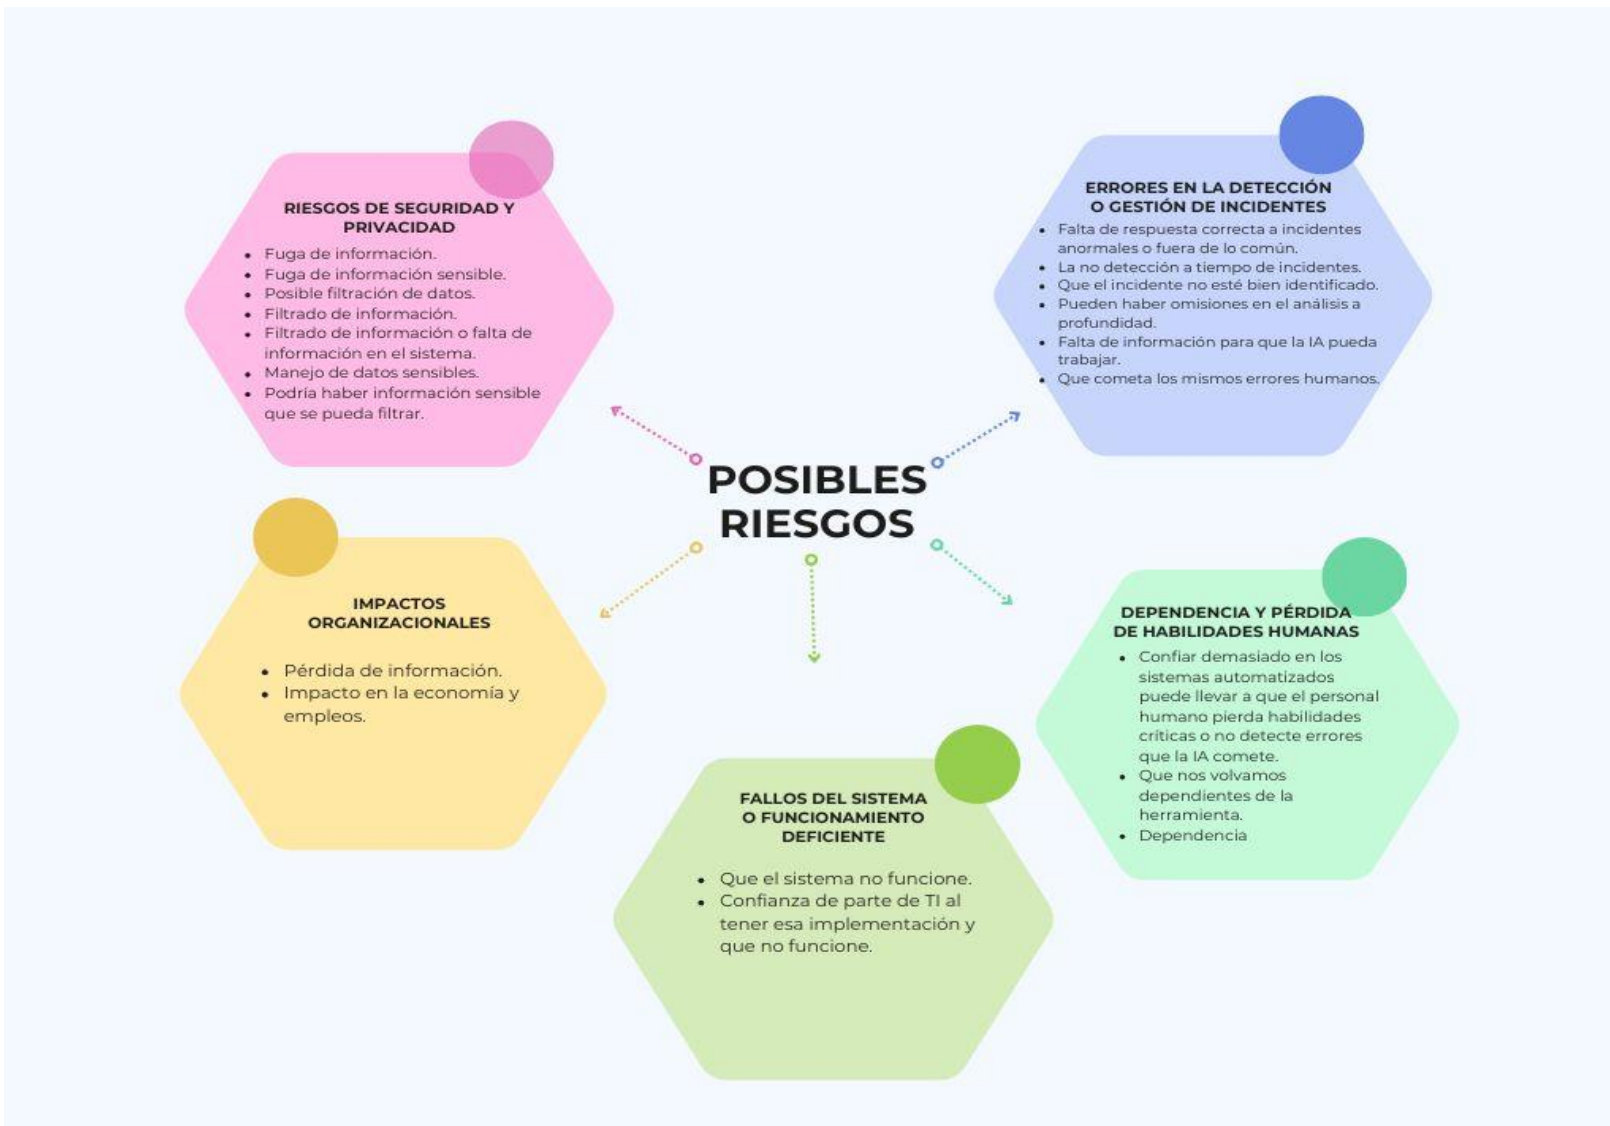 RIESGOS DE SEGURIDAD Y
PRIVACIDAD
• Fuga de información.
• Fuga de información sensible.
• Posible filtración de datos.
• Filtrado de información.
• Filtrado de información o falta de
información en el sistema.
• Manejo de datos sensibles.
• Podría haber información sensible
que se pueda filtrar.
ERRORES EN LA DETECCIÓN
O GESTIÓN DE INCIDENTES
• Falta de respuesta correcta a incidentes
anormales o fuera de lo común.
• La no detección a tiempo de incidentes.
• Que el incidente no esté bien identificado.
• Pueden haber omisiones en el análisis a
profundidad.
• Falta de información para que la IA pueda
trabajar.
• Que cometa los mismos errores humanos.
POSIBLES
RIESGOS
IMPACTOS
ORGANIZACIONALES
• Pérdida de información.
• Impacto en la economía y
empleos.
DEPENDENCIA Y PÉRDIDA
DE HABILIDADES HUMANAS
• Confiar demasiado en los
sistemas automatizados
puede llevar a que el personal
humano pierda habilidades
críticas o no detecte errores
que la IA comete.
• Que nos volvamos
dependientes de la
herramienta.
• Dependencia
FALLOS DEL SISTEMA
O FUNCIONAMIENTO
DEFICIENTE
• Que el sistema no funcione.
• Confianza de parte de TI al
tener esa implementación y
que no funcione.